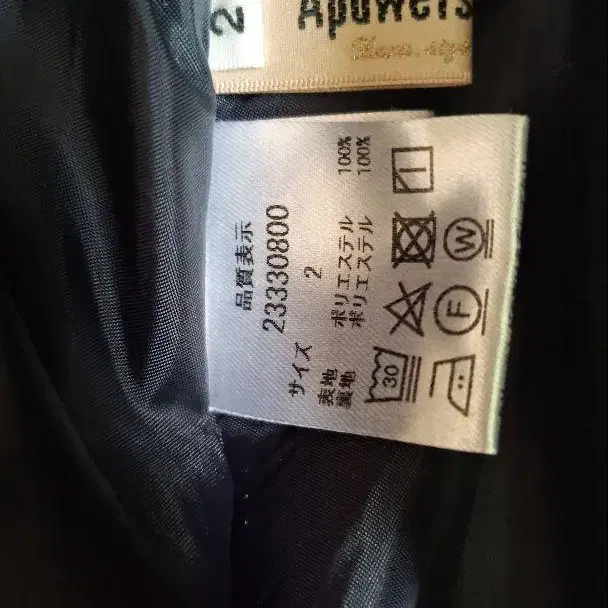 2
Apuweis
品質表示
23330800
サイズ 2
表地 ポリエステル 100%
裏地 ポリエステル 100%
30
W
F